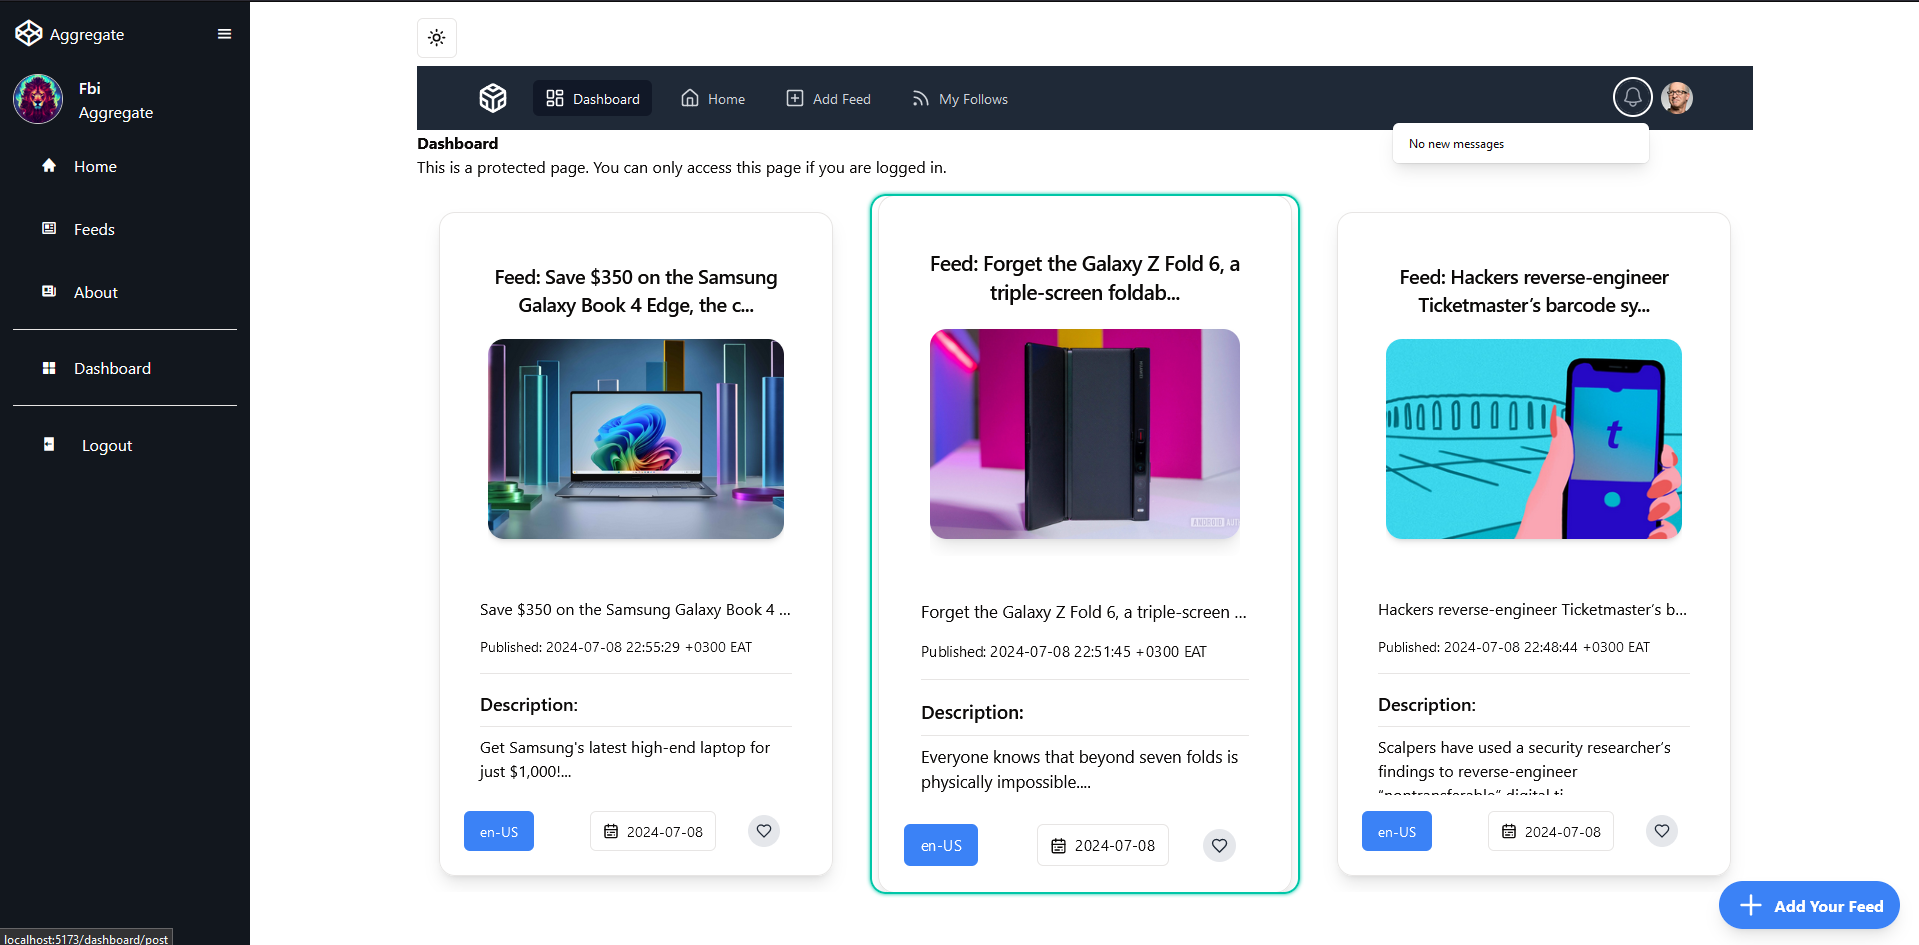 Aggregate
Fbi
Aggregate
Home
Feeds
About
Dashboard
Logout
localhost:5173/dashboard/post
Dashboard
Home
Add Feed
My Follows
No new messages
Dashboard
This is a protected page. You can only access this page if you are logged in.
Feed: Save $350 on the Samsung
Galaxy Book 4 Edge, the c...
Save $350 on the Samsung Galaxy Book 4 ...
Published: 2024-07-08 22:55:29 +0300 EAT
Description:
Get Samsung's latest high-end laptop for
just $1,000!...
en-US
2024-07-08
Feed: Forget the Galaxy Z Fold 6, a
triple-screen foldab...
HUAWEI
ANDROID AUT
Forget the Galaxy Z Fold 6, a triple-screen ...
Published: 2024-07-08 22:51:45 +0300 EAT
Description:
Everyone knows that beyond seven folds is
physically impossible....
en-US
2024-07-08
Feed: Hackers reverse-engineer
Ticketmaster’s barcode sy...
t
Hackers reverse-engineer Ticketmaster’s b...
Published: 2024-07-08 22:48:44 +0300 EAT
Description:
Scalpers have used a security researcher’s
findings to reverse-engineer
“nontransferable” digital ti...
en-US
2024-07-08
Add Your Feed